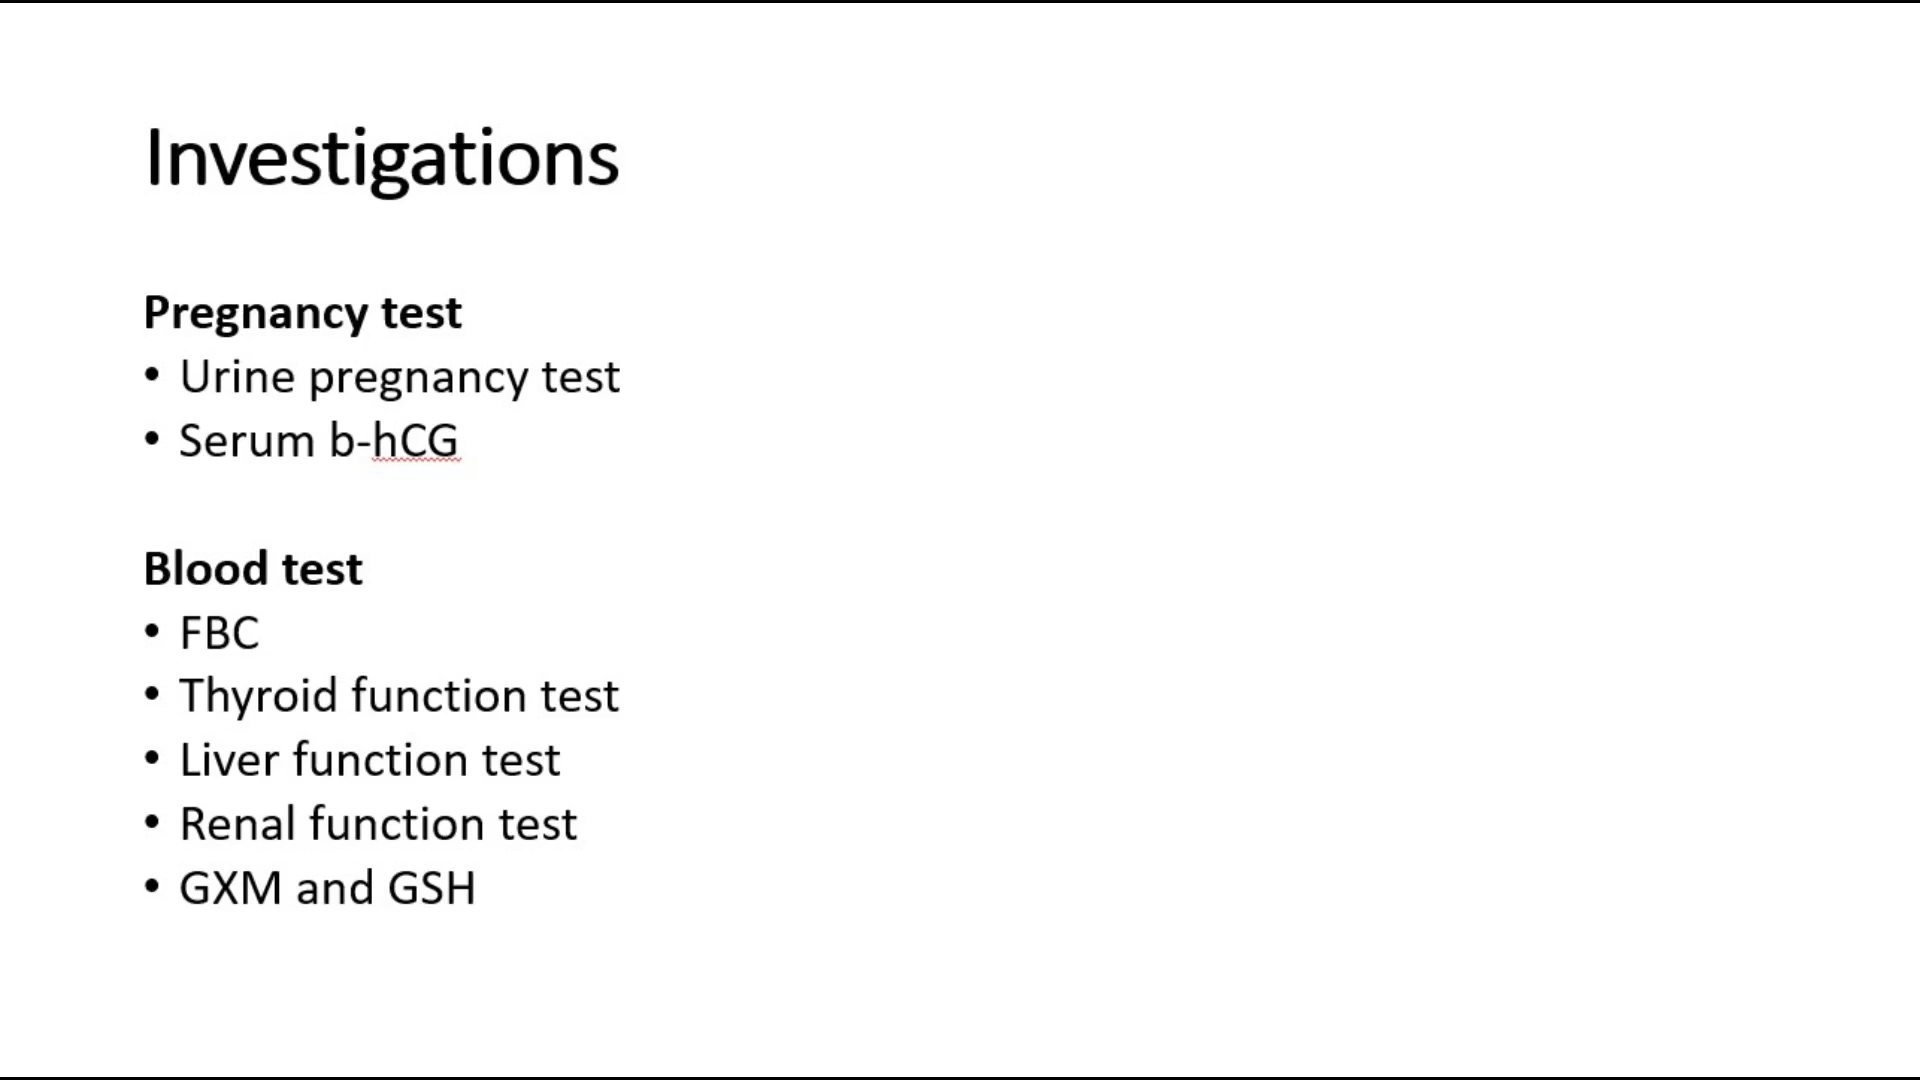 Investigations
Pregnancy test
• Urine pregnancy test
• Serum b-hCG
Blood test
• FBC
• Thyroid function test
• Liver function test
• Renal function test
• GXM and GSH